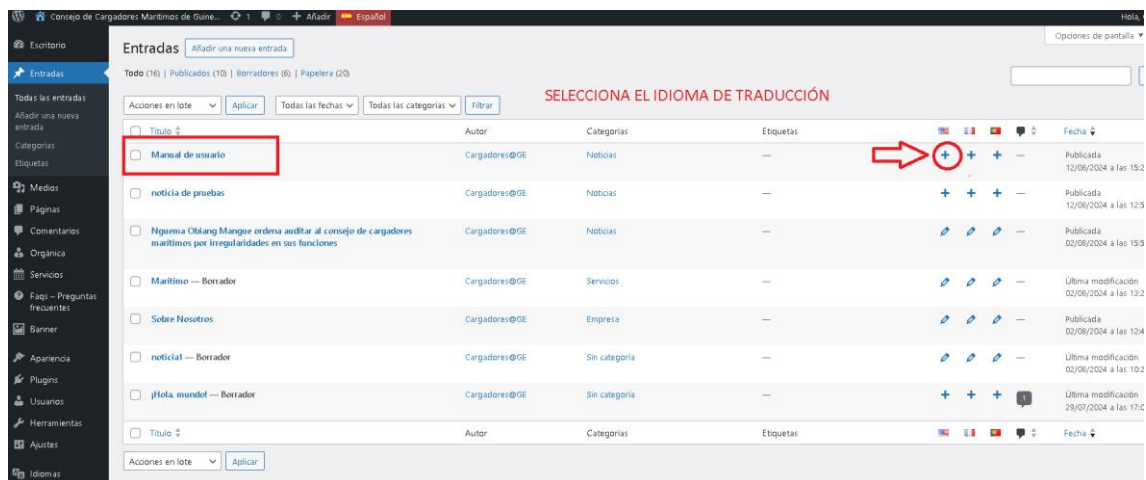 Consejo de Cargadores Marítimos de Guine... 1 0 + Añadir Español Hola,
Opciones de pantalla
Escritorio
Entradas
Todas las entradas
Añadir una nueva
entrada
Categorías
Etiquetas
Medios
Páginas
Comentarios
Orgánica
Servicios
Faqs – Preguntas
frecuentes
Banner
Apariencia
Plugins
Usuarios
Herramientas
Ajustes
Idiomas
Entradas Añadir una nueva entrada
Todo (16) | Publicados (10) | Borradores (6) | Papelera (20)
SELECCIONA EL IDIOMA DE TRADUCCIÓN
Acciones en lote Aplicar Todas las fechas Todas las categorías Filtrar
Título Autor Categorías Etiquetas Fecha
Manual de usuario Cargadores@GE Noticias — + + + — Publicada
12/08/2024 a las 15:2
noticia de pruebas Cargadores@GE Noticias — + + + — Publicada
12/08/2024 a las 12:5
Nguema Obiang Mangue ordena auditar al consejo de cargadores Cargadores@GE Noticias — — Publicada
marítimos por irregularidades en sus funciones 02/08/2024 a las 15:5
Marítimo — Borrador Cargadores@GE Servicios — — Última modificación
02/08/2024 a las 13:2
Sobre Nosotros Cargadores@GE Empresa — — Publicada
02/08/2024 a las 12:4
noticia1 — Borrador Cargadores@GE Sin categoría — — Última modificación
02/08/2024 a las 10:2
¡Hola, mundo! — Borrador Cargadores@GE Sin categoría — + + + 1 Última modificación
29/07/2024 a las 17:0
Título Autor Categorías Etiquetas Fecha
Acciones en lote Aplicar